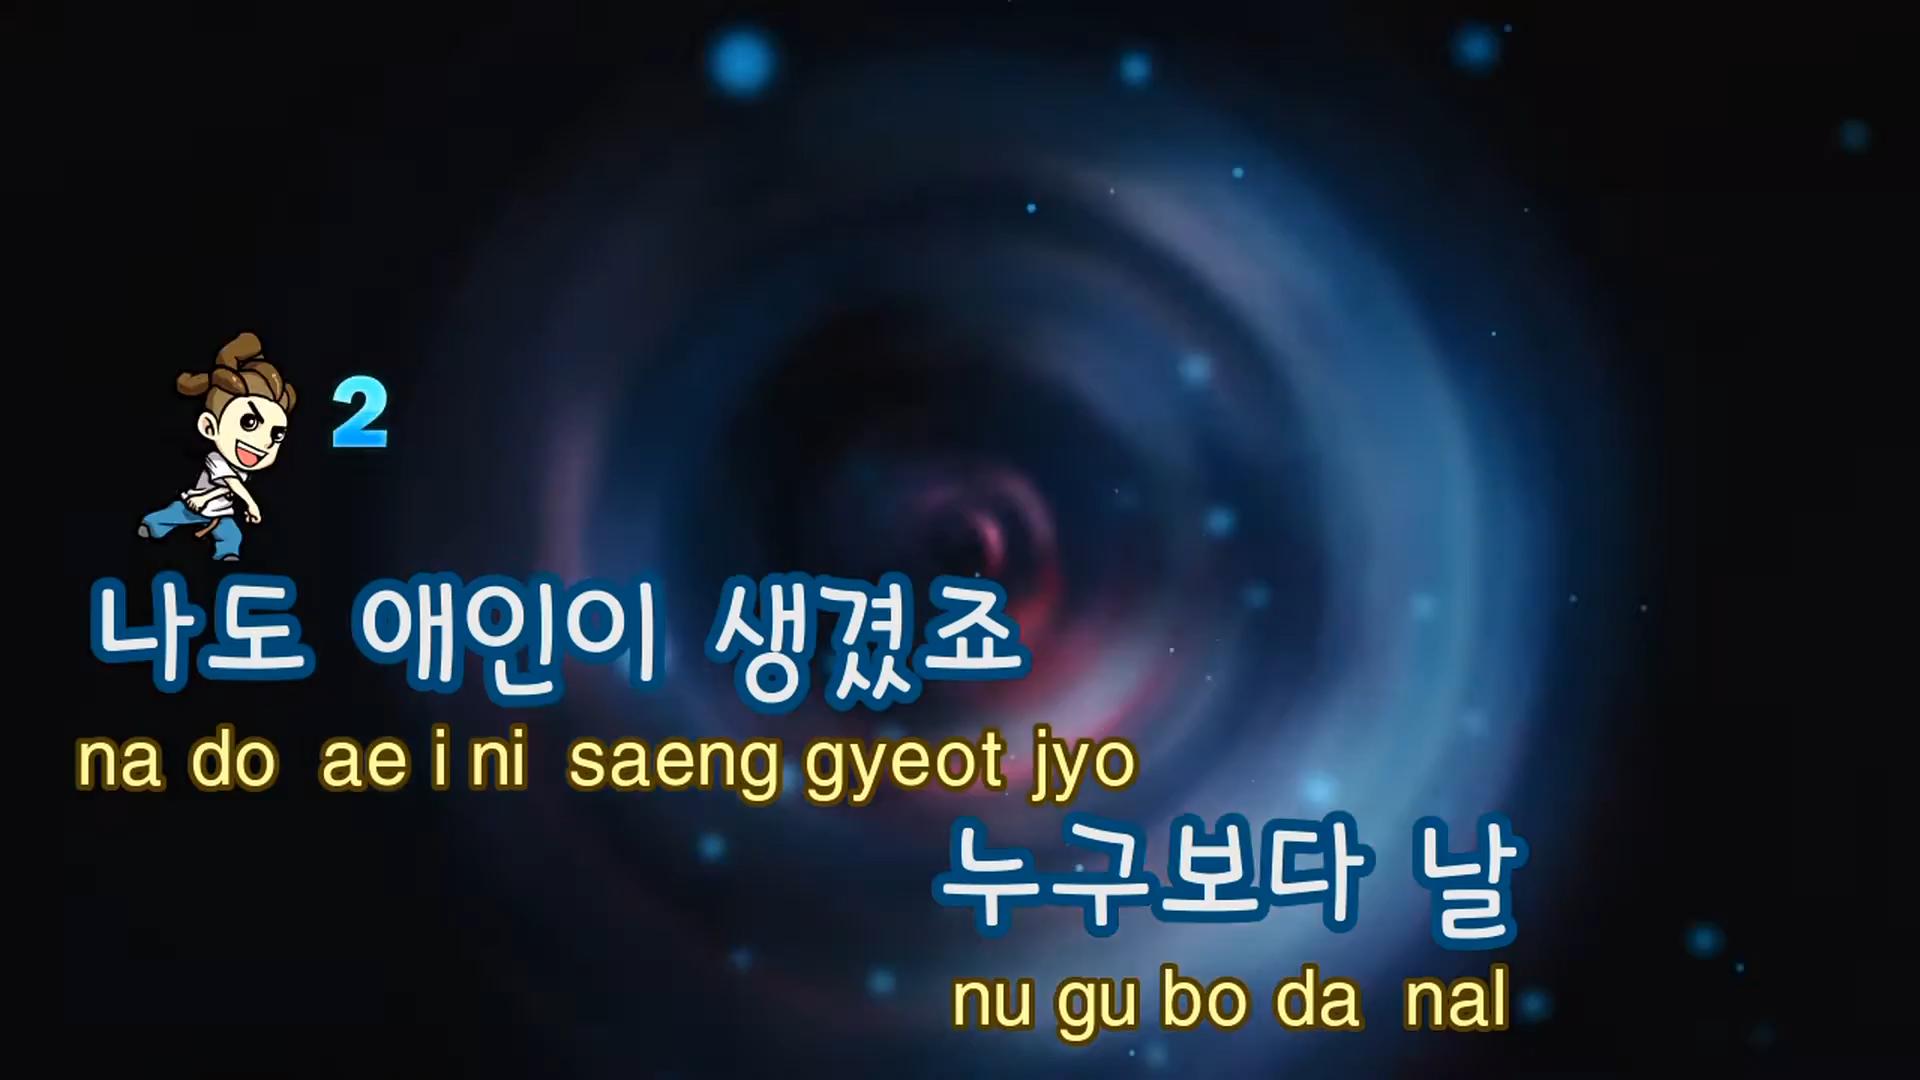 2
나도 애인이 생겼죠
na do ae i ni saeng gyeot jyo
누구보다 날
nu gu bo da nal